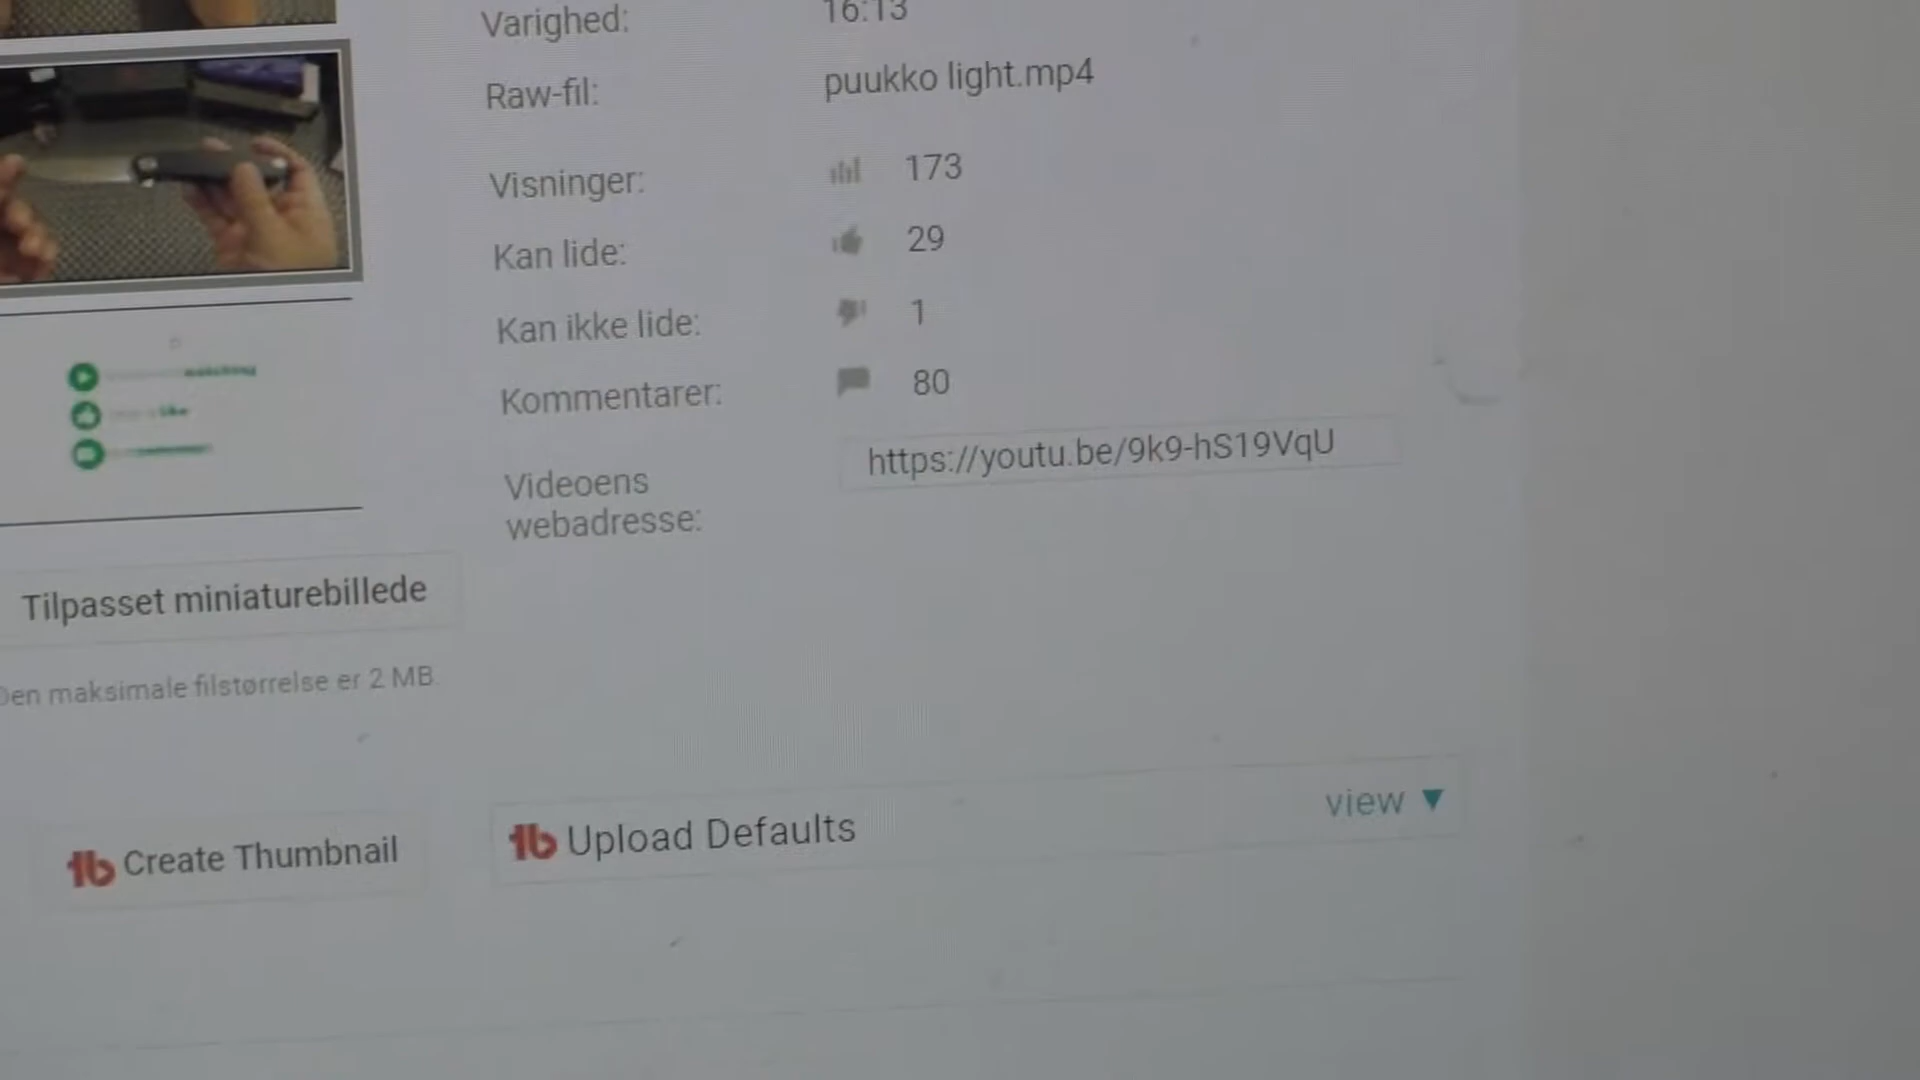 Varighed: 16:13
Raw-fil: puukko light.mp4
Visninger: 173
Kan lide: 29
Kan ikke lide: 1
Kommentarer: 80
Videoens webadresse: https://youtu.be/9k9-hS19VqU
Tilpasset miniaturebillede
Den maksimale filstørrelse er 2 MB.
Create Thumbnail
Upload Defaults view ▼